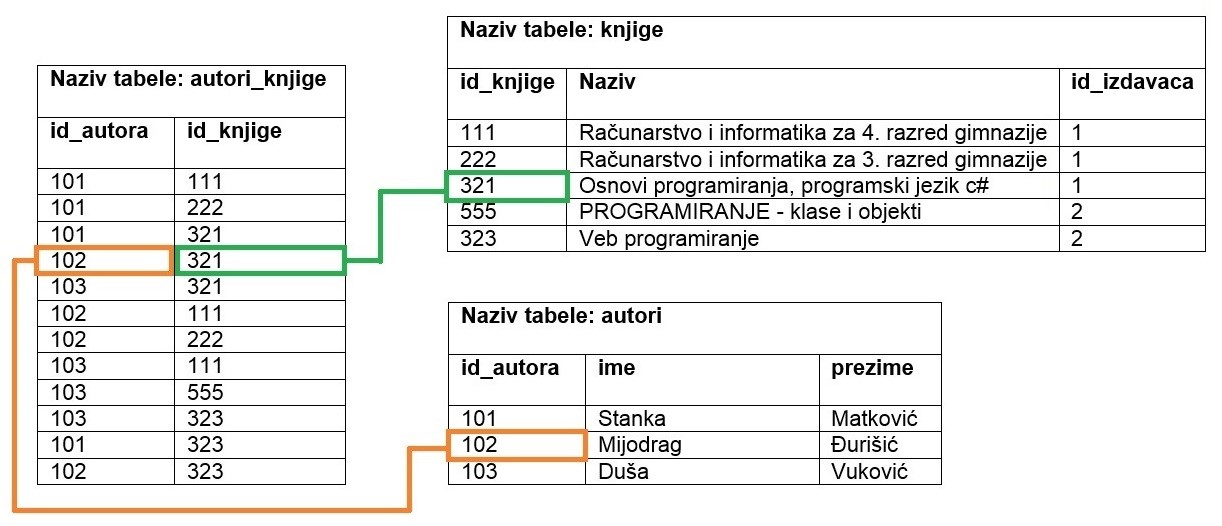 Naziv tabele: autori_knjige
id_autora id_knjige
101 111
101 222
101 321
102 321
103 321
102 111
102 222
103 111
103 555
103 323
101 323
102 323
Naziv tabele: knjige
id_knjige Naziv id_izdavaca
111 Računarstvo i informatika za 4. razred gimnazije 1
222 Računarstvo i informatika za 3. razred gimnazije 1
321 Osnovi programiranja, programski jezik c# 1
555 PROGRAMIRANJE - klase i objekti 2
323 Veb programiranje 2
Naziv tabele: autori
id_autora ime prezime
101 Stanka Matković
102 Mijodrag Đurišić
103 Duša Vuković